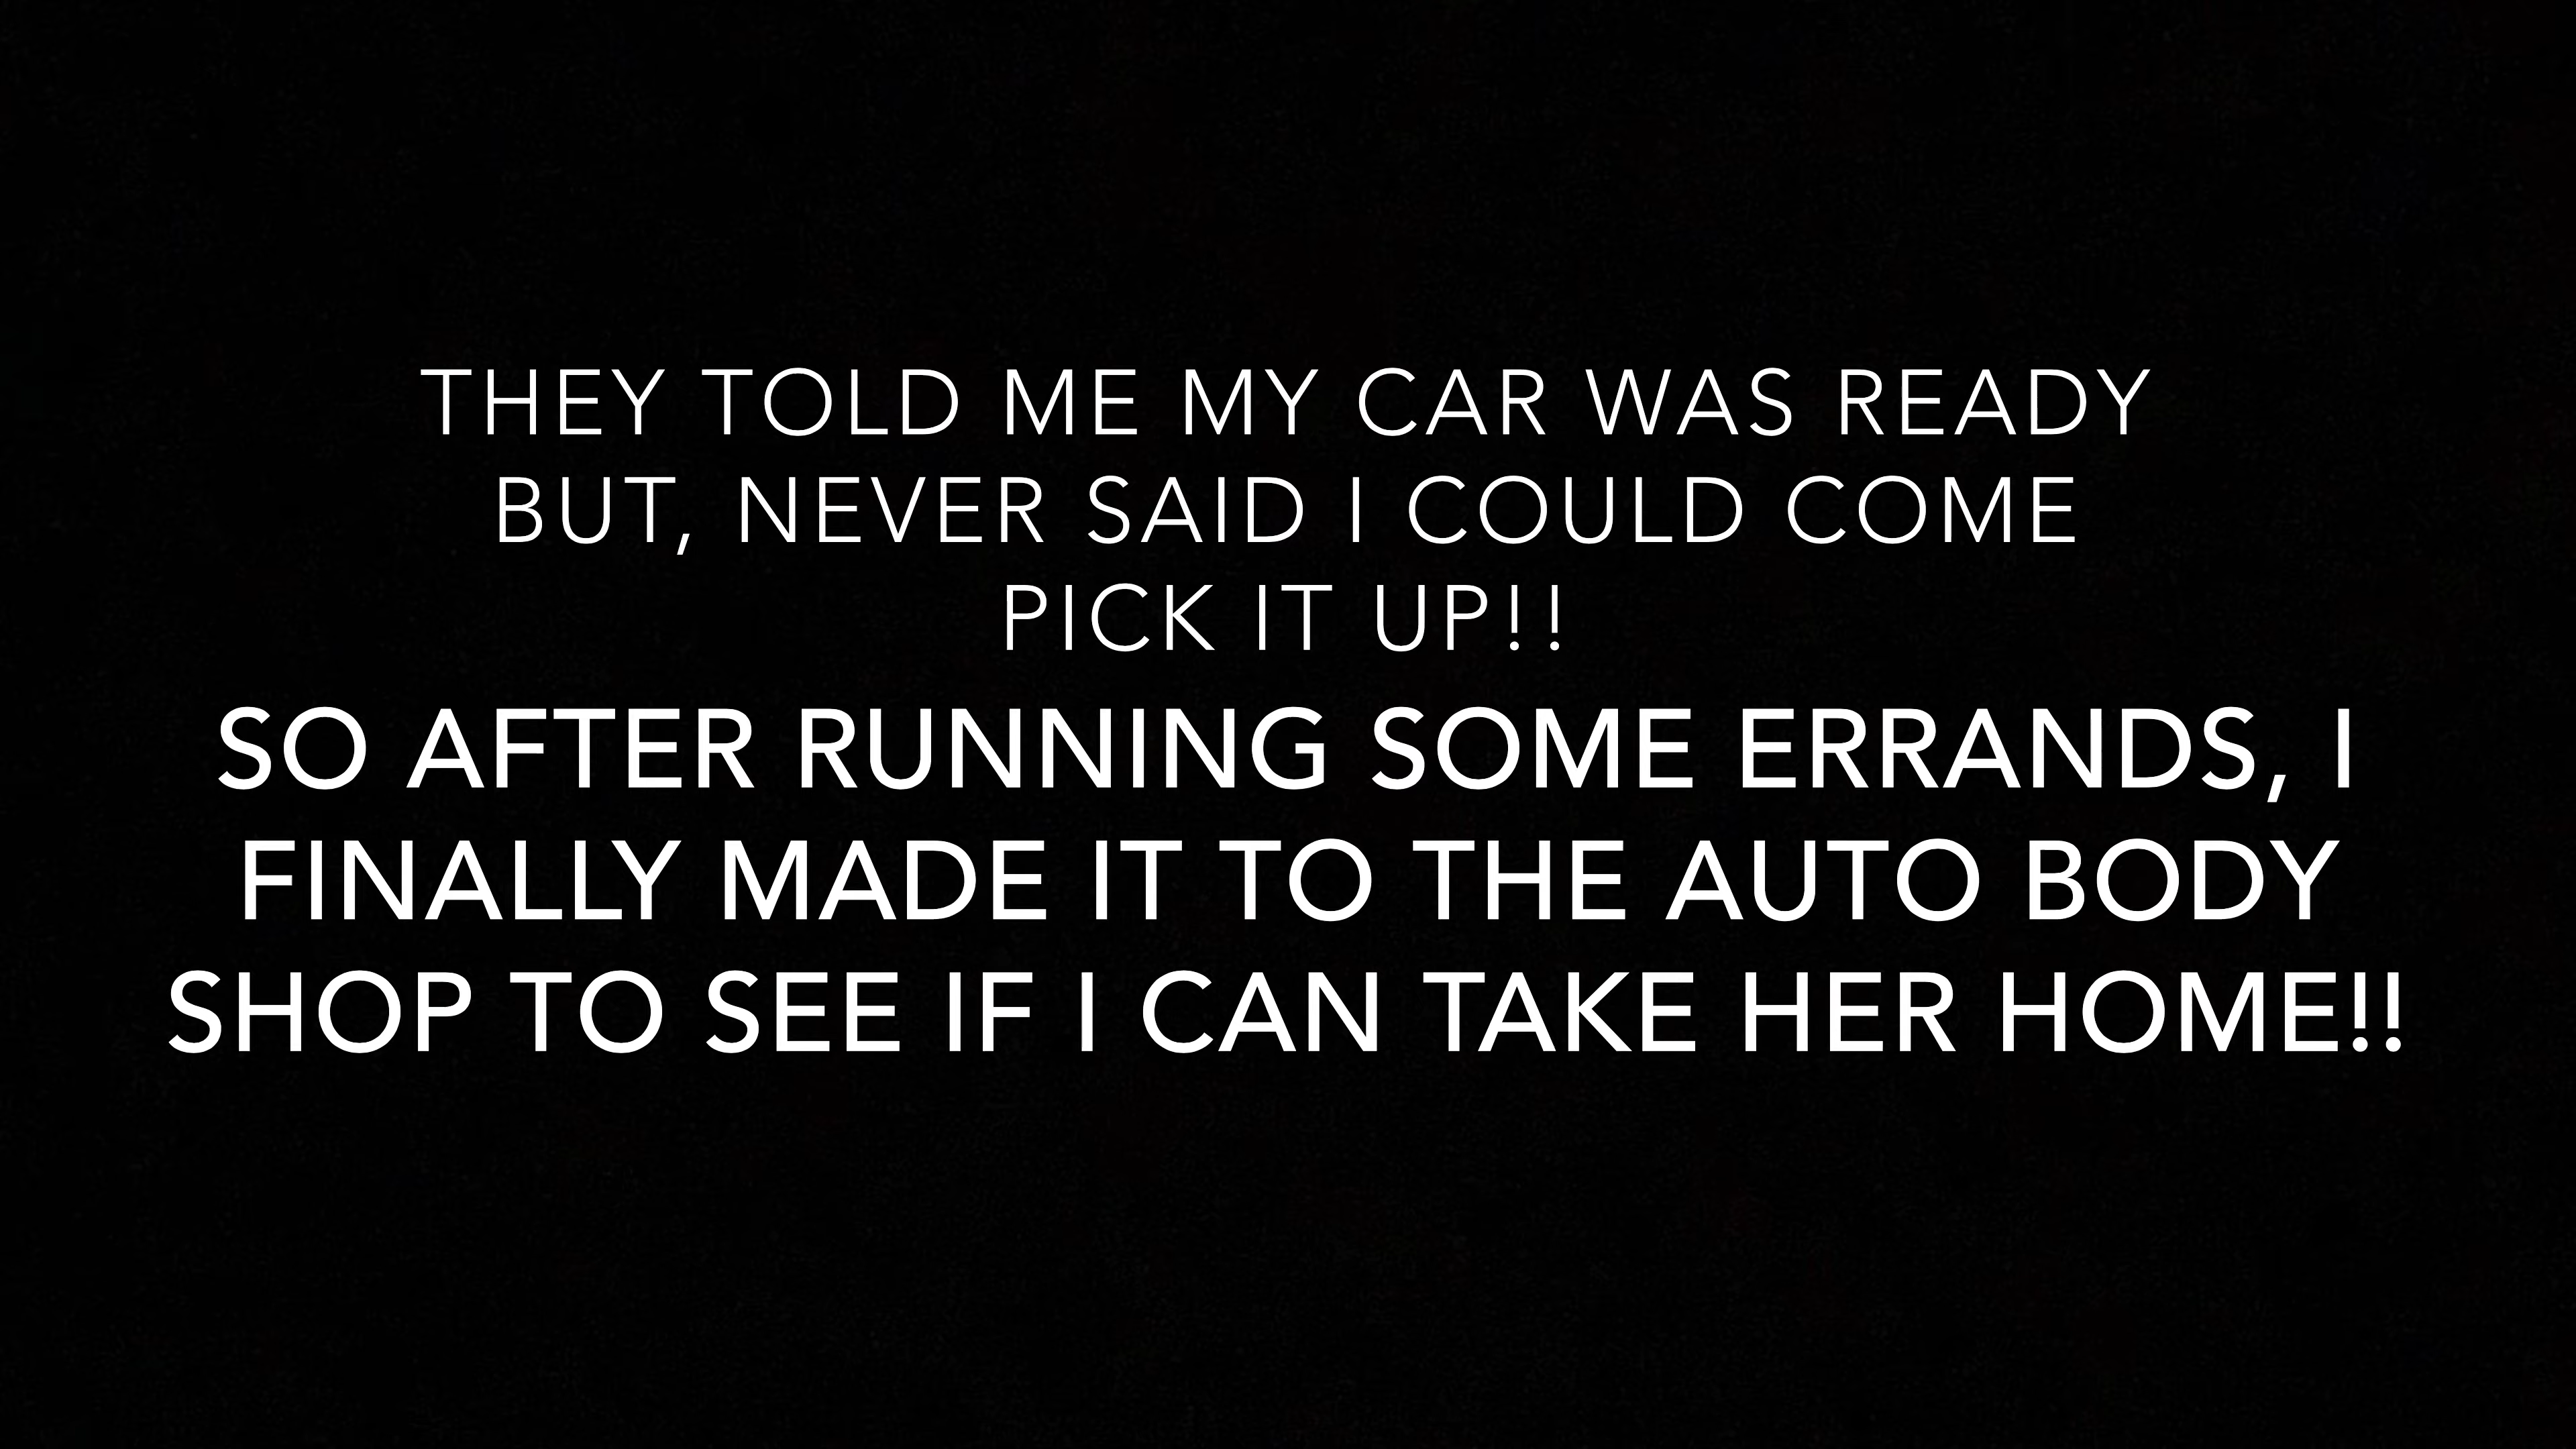 THEY TOLD ME MY CAR WAS READY
BUT, NEVER SAID I COULD COME
PICK IT UP!!
SO AFTER RUNNING SOME ERRANDS, I
FINALLY MADE IT TO THE AUTO BODY
SHOP TO SEE IF I CAN TAKE HER HOME!!